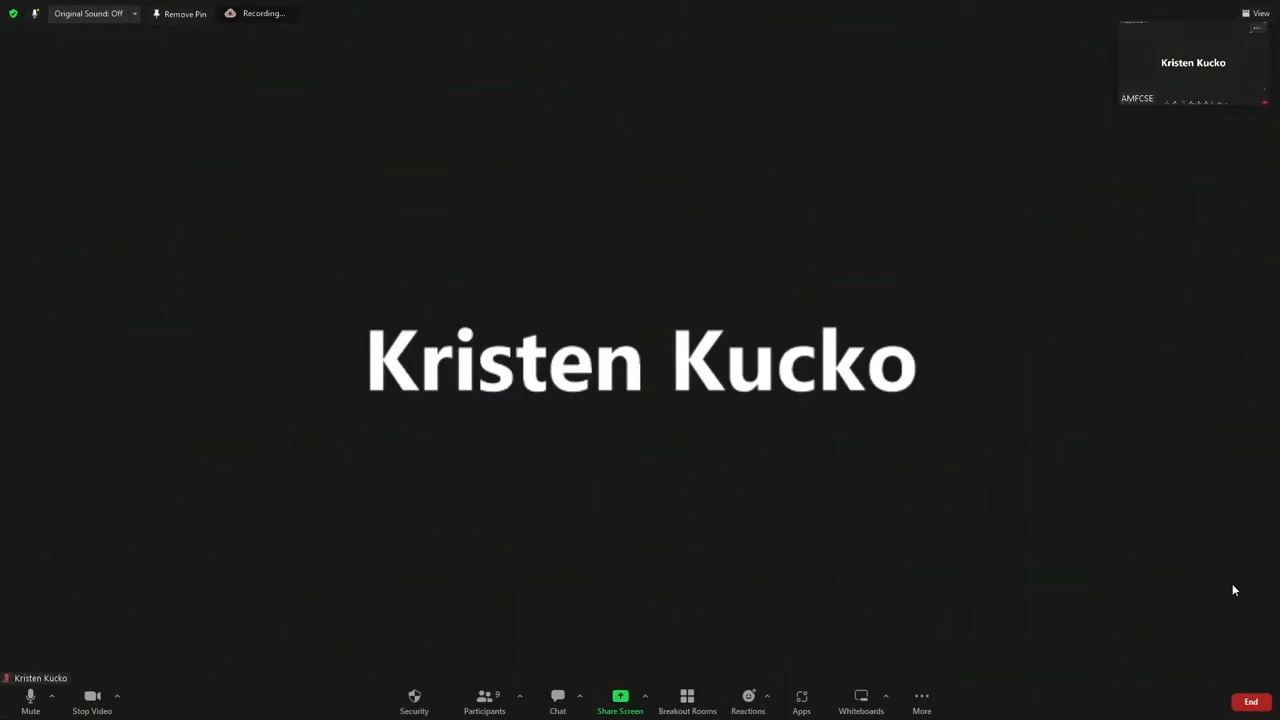 Original Sound: Off
Remove Pin
Recording...
View
Kristen Kucko
AMFCSE
Kristen Kucko
Kristen Kucko
Mute
Stop Video
Security
Participants
9
Chat
Share Screen
Breakout Rooms
Reactions
Apps
Whiteboards
More
End